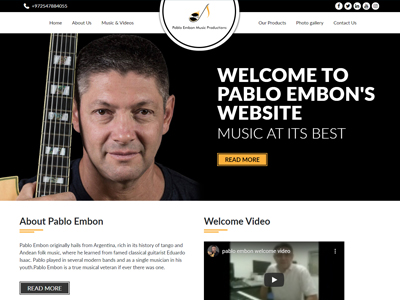 +972547884055
Home About Us Music & Videos
Pablo Embon Music Productions
Our Products Photo gallery Contact Us
WELCOME TO
PABLO EMBON'S
WEBSITE
MUSIC AT ITS BEST
READ MORE
About Pablo Embon
Pablo Embon originally hails from Argentina, rich in its history of tango and
Andean folk music, where he learned from famed classical guitarist Eduardo
Isaac. Pablo played in several modern bands and as a single musician in his
youth.Pablo Embon is a true musical veteran if ever there was one.
READ MORE
Welcome Video
pablo embon welcome video